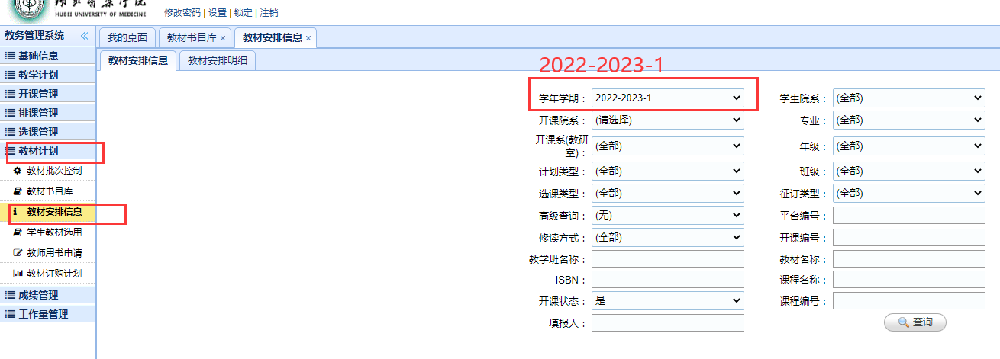 HUBEI UNIVERSITY OF MEDICINE
修改密码 | 设置 | 锁定 | 注销
教务管理系统 «
我的桌面 教材书目库 × 教材安排信息 ×
基础信息
教学计划
开课管理
排课管理
选课管理
教材计划
教材批次控制
教材书目库
教材安排信息
学生教材选用
教师用书申请
教材订购计划
成绩管理
工作量管理
教材安排信息 教材安排明细
2022-2023-1
学年学期： 2022-2023-1 学生院系： (全部)
开课院系： (请选择) 专业： (全部)
开课系(教研
室)： (全部) 年级： (全部)
计划类型： (全部) 班级： (全部)
选课类型： (全部) 征订类型： (全部)
高级查询： (无) 平台编号：
修读方式： (全部) 开课编号：
教学班名称： 教材名称：
ISBN： 课程名称：
开课状态： 是 课程编号：
填报人： 查询